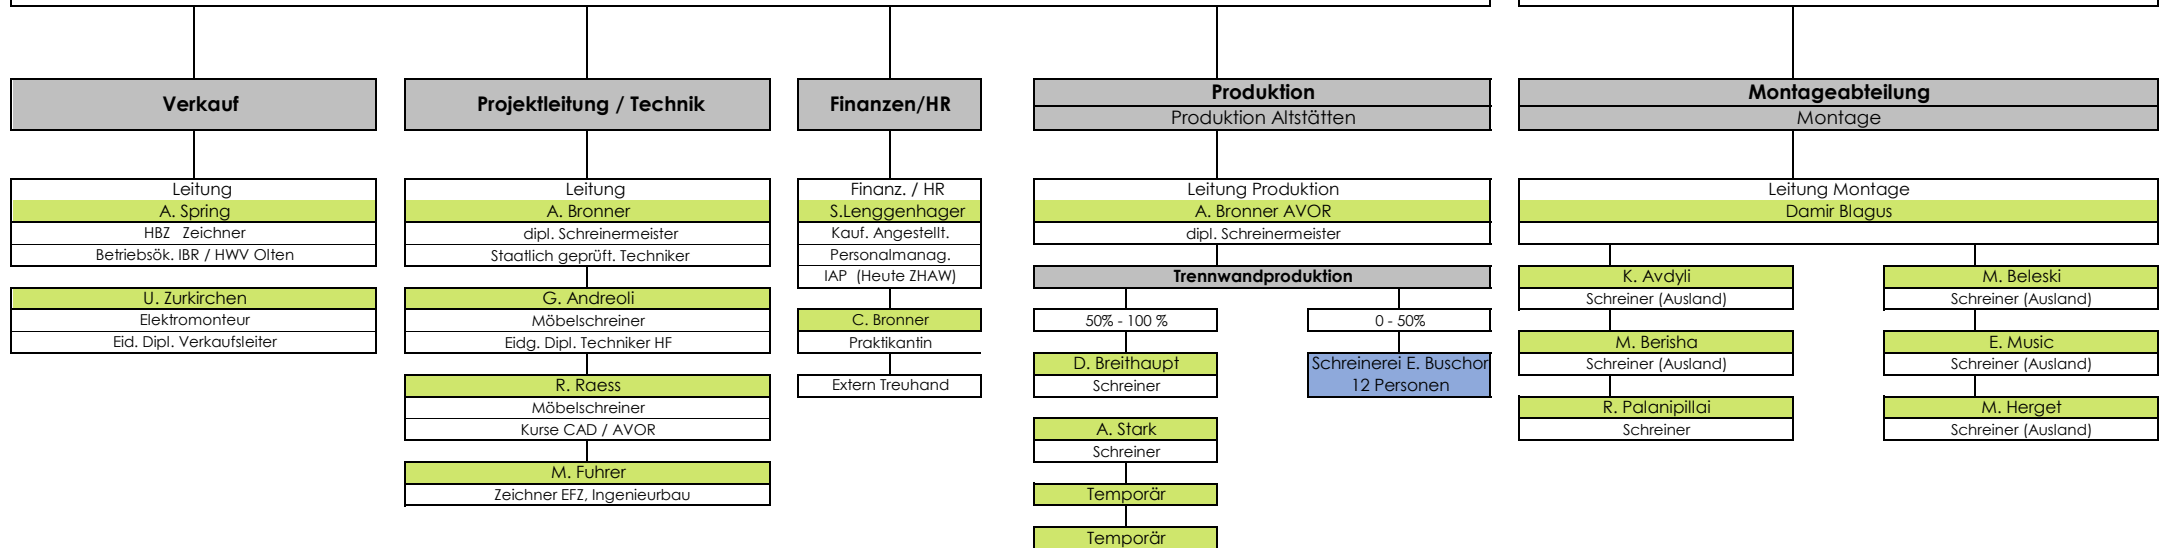 Verkauf
Leitung
A. Spring
HBZ Zeichner
Betriebsök. IBR / HWV Olten
U. Zurkirchen
Elektromonteur
Eid. Dipl. Verkaufsleiter
Projektleitung / Technik
Leitung
A. Bronner
dipl. Schreinermeister
Staatlich geprüft. Techniker
G. Andreoli
Möbelschreiner
Eidg. Dipl. Techniker HF
R. Raess
Möbelschreiner
Kurse CAD / AVOR
M. Fuhrer
Zeichner EFZ, Ingenieurbau
Finanzen/HR
Finanz. / HR
S.Lenggenhager
Kauf. Angestellt.
Personalmanag.
IAP (Heute ZHAW)
C. Bronner
Praktikantin
Extern Treuhand
Produktion
Produktion Altstätten
Leitung Produktion
A. Bronner AVOR
dipl. Schreinermeister
Trennwandproduktion
50% - 100 %
D. Breithaupt
Schreiner
A. Stark
Schreiner
Temporär
Temporär
0 - 50%
Schreinerei E. Buschor
12 Personen
Montageabteilung
Montage
Leitung Montage
Damir Blagus
K. Avdyli
Schreiner (Ausland)
M. Berisha
Schreiner (Ausland)
R. Palanipillai
Schreiner
M. Beleski
Schreiner (Ausland)
E. Music
Schreiner (Ausland)
M. Herget
Schreiner (Ausland)